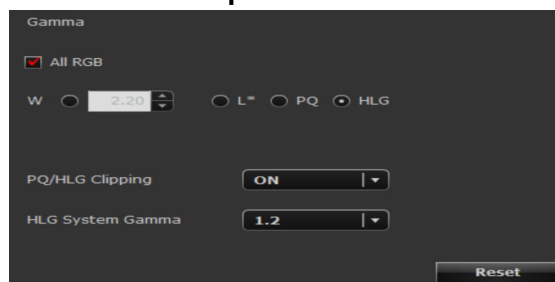 Gamma
All RGB
W 2.20 L* PQ HLG
PQ/HLG Clipping ON
HLG System Gamma 1.2
Reset